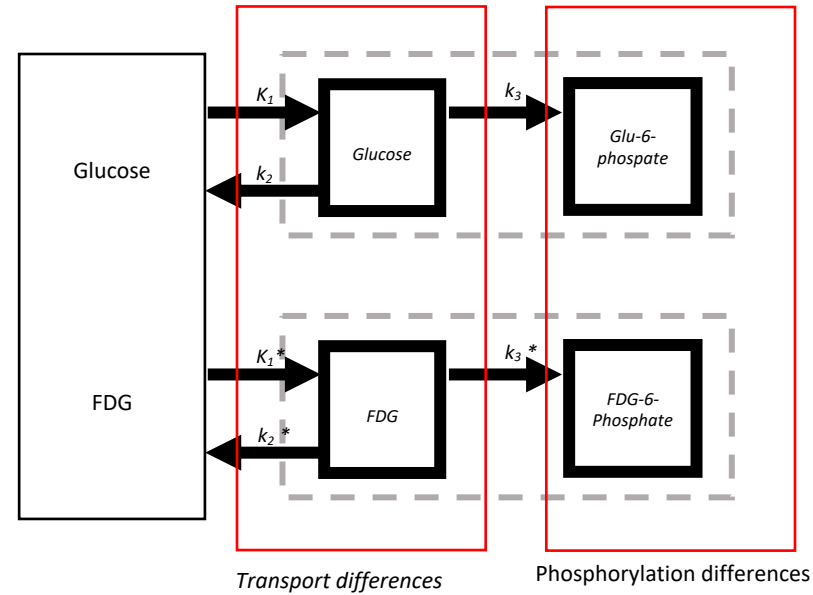 Glucose
K1
k2
Glucose
k3
Glu-6-
phospate
FDG
K1*
k2 *
FDG
k3 *
FDG-6-
Phosphate
Transport differences
Phosphorylation differences